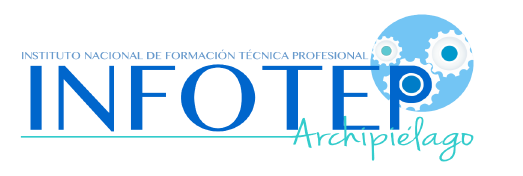 INSTITUTO NACIONAL DE FORMACIÓN TÉCNICA PROFESIONAL
INFOTEP
Archipiélago